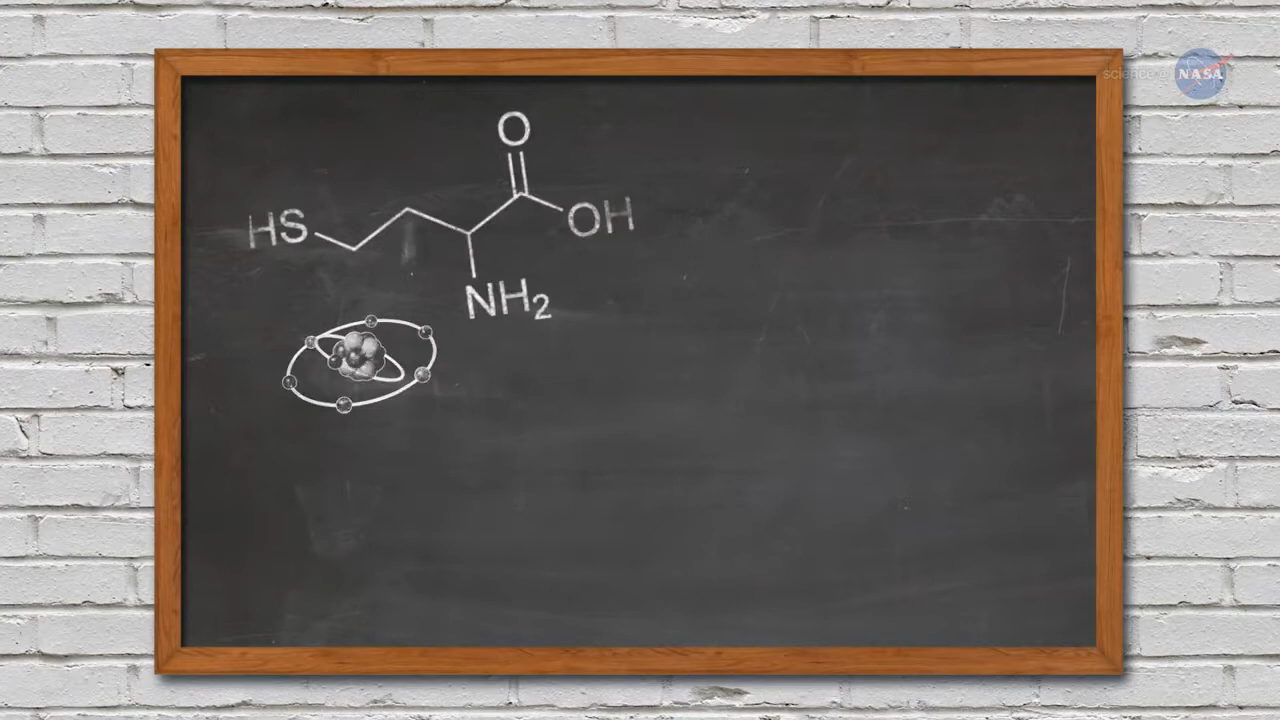 O
HS
OH
NH₂
science@
NASA